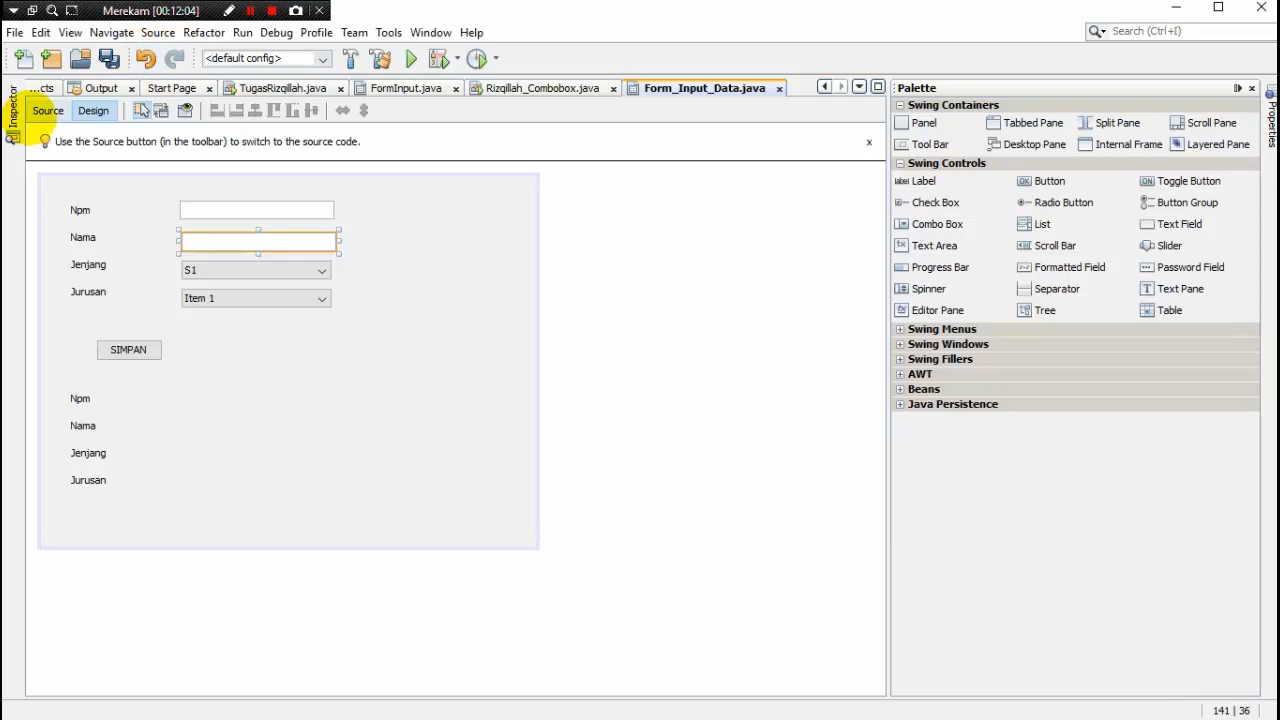 Merekam [00:12:04]
File Edit View Navigate Source Refactor Run Debug Profile Team Tools Window Help
Search (Ctrl+I)
<default config>
...cts Output Start Page TugasRizqillah.java FormInput.java Rizqillah_Combobox.java Form_Input_Data.java
Source Design
Use the Source button (in the toolbar) to switch to the source code.
Inspector
Npm
Nama
Jenjang S1
Jurusan Item 1
SIMPAN
Npm
Nama
Jenjang
Jurusan
Palette
Swing Containers
Panel Tabbed Pane Split Pane Scroll Pane
Tool Bar Desktop Pane Internal Frame Layered Pane
Swing Controls
label Label OK Button ON Toggle Button
Check Box Radio Button Button Group
Combo Box List Text Field
Text Area Scroll Bar Slider
Progress Bar Formatted Field Password Field
Spinner Separator Text Pane
Editor Pane Tree Table
Swing Menus
Swing Windows
Swing Fillers
AWT
Beans
Java Persistence
Properties
141 | 36